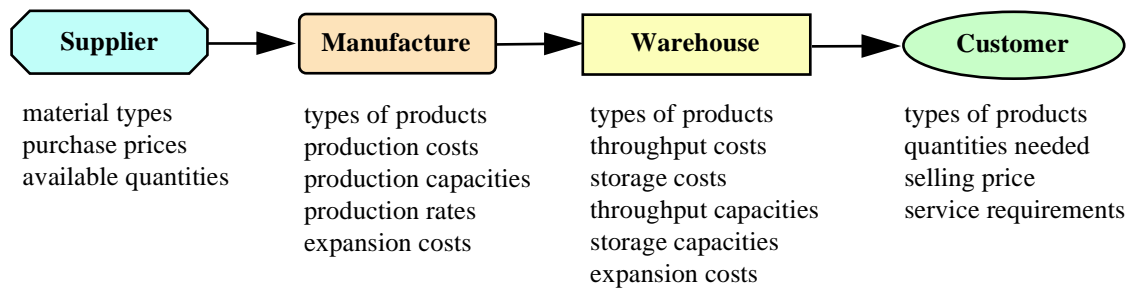 Supplier
Manufacture
Warehouse
Customer
material types
purchase prices
available quantities
types of products
production costs
production capacities
production rates
expansion costs
types of products
throughput costs
storage costs
throughput capacities
storage capacities
expansion costs
types of products
quantities needed
selling price
service requirements